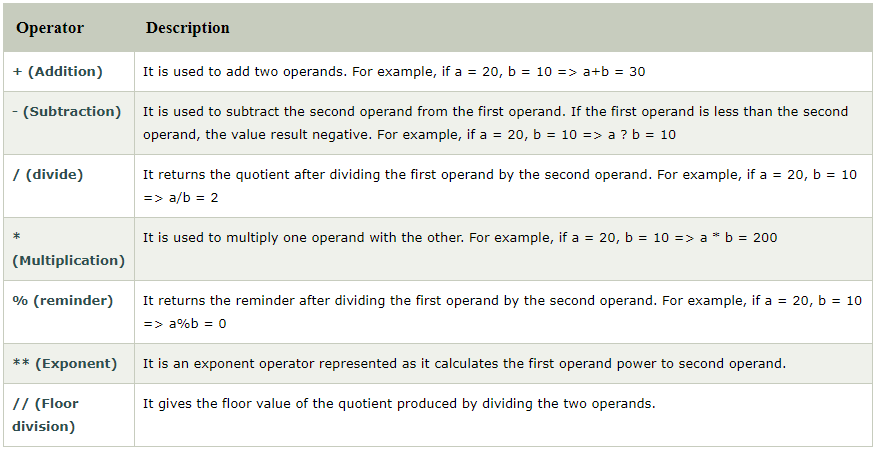 Operator Description
+ (Addition) It is used to add two operands. For example, if a = 20, b = 10 => a+b = 30
- (Subtraction) It is used to subtract the second operand from the first operand. If the first operand is less than the second
operand, the value result negative. For example, if a = 20, b = 10 => a ? b = 10
/ (divide) It returns the quotient after dividing the first operand by the second operand. For example, if a = 20, b = 10
=> a/b = 2
*
(Multiplication)
It is used to multiply one operand with the other. For example, if a = 20, b = 10 => a * b = 200
% (reminder) It returns the reminder after dividing the first operand by the second operand. For example, if a = 20, b = 10
=> a%b = 0
** (Exponent) It is an exponent operator represented as it calculates the first operand power to second operand.
// (Floor
division)
It gives the floor value of the quotient produced by dividing the two operands.